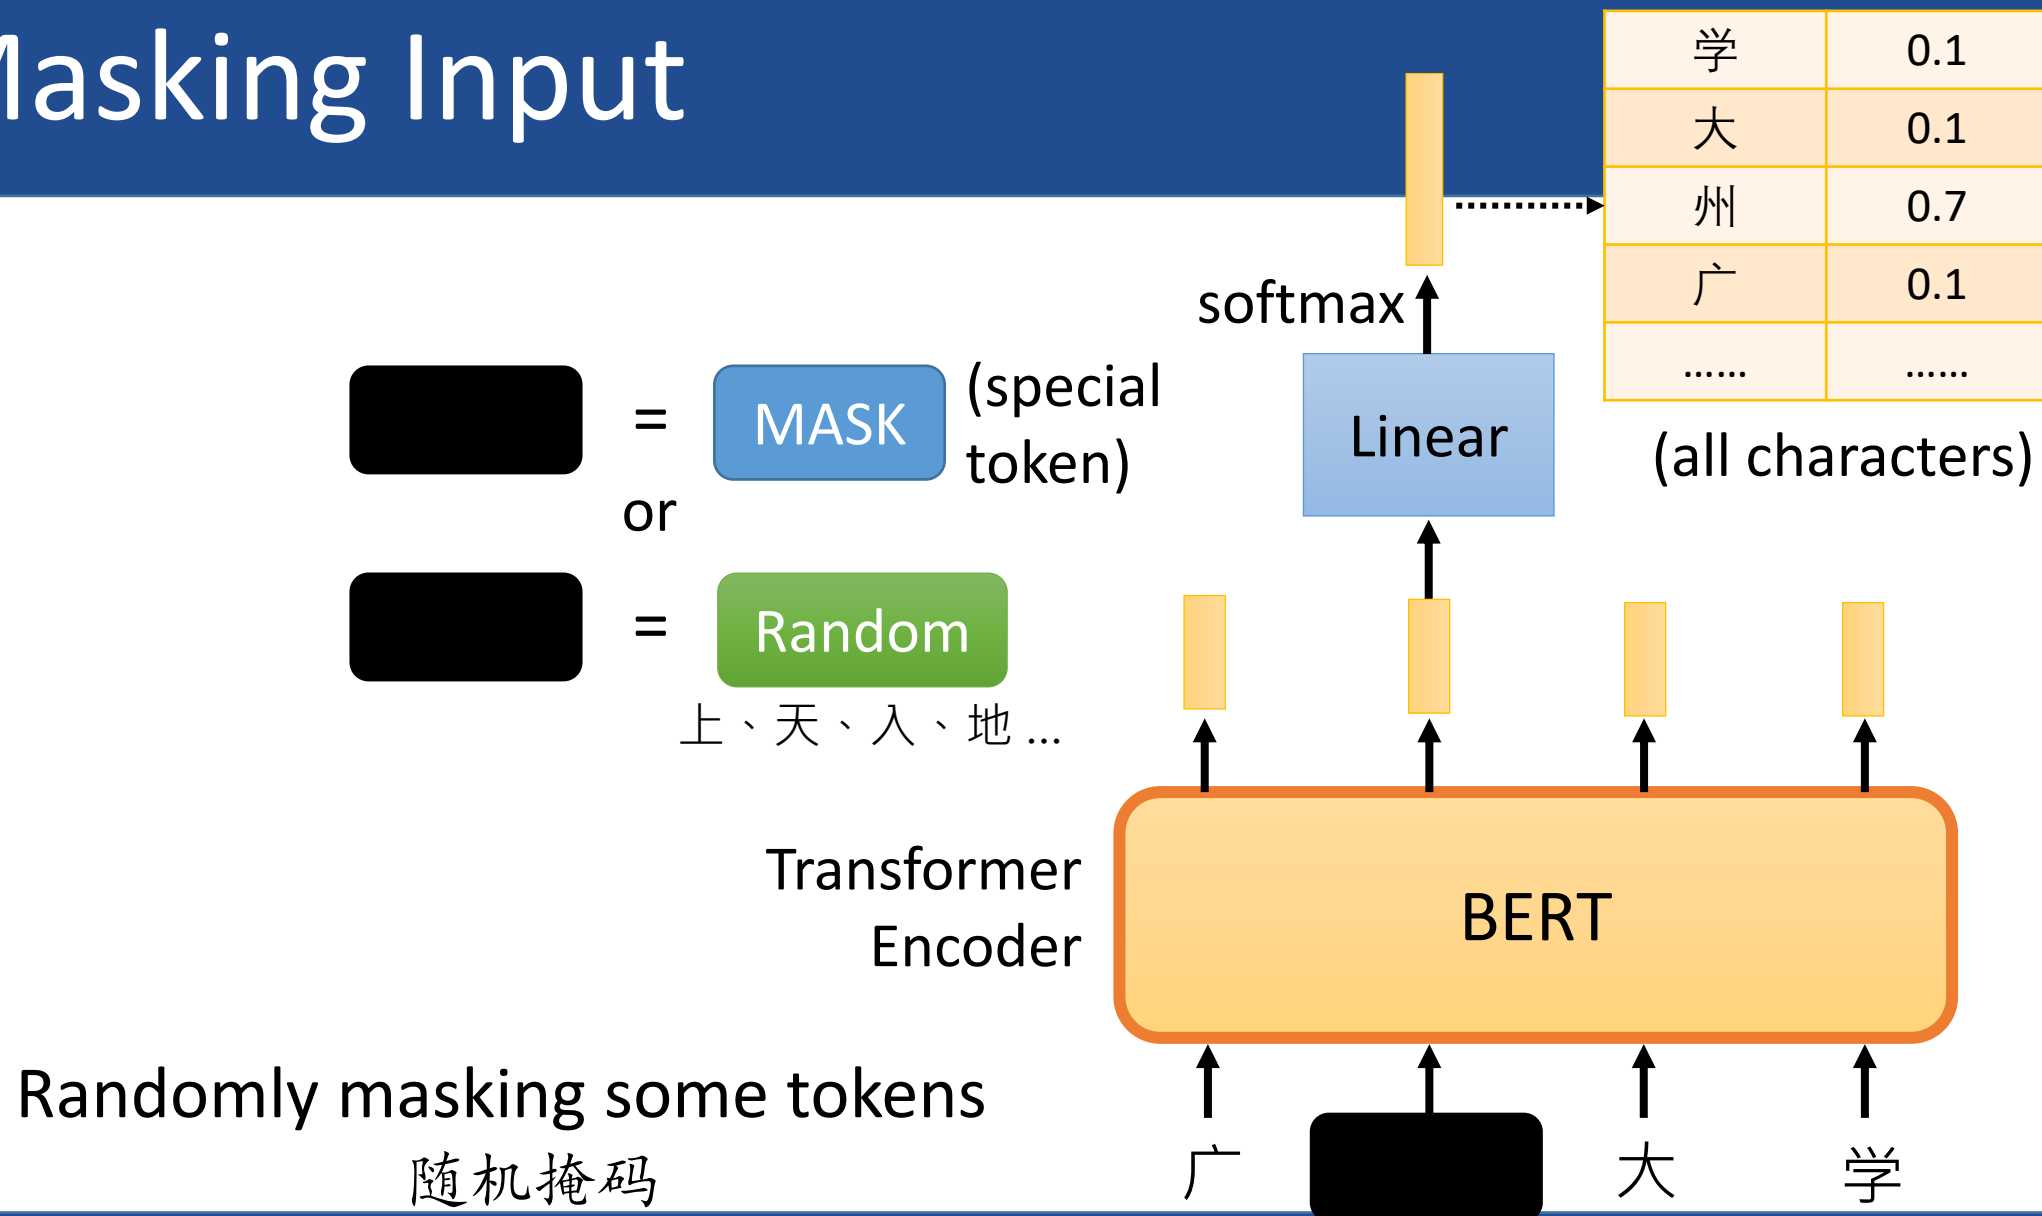 Masking Input
学 0.1
大 0.1
州 0.7
广 0.1
...... ......
(all characters)
softmax
Linear
= MASK (special token)
or
= Random
上、天、入、地 ...
Transformer
Encoder
BERT
Randomly masking some tokens
随机掩码
广 大 学